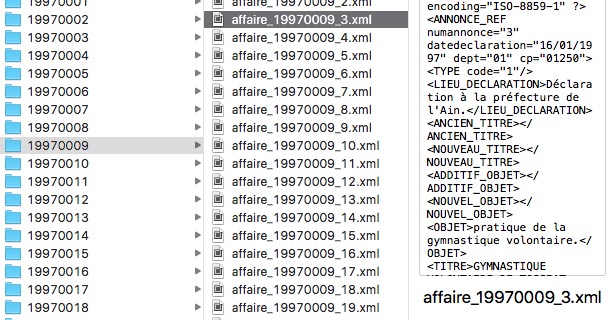 19970001
19970002
19970003
19970004
19970005
19970006
19970007
19970008
19970009
19970010
19970011
19970012
19970013
19970014
19970015
19970016
19970017
19970018
affaire_19970009_2.xml
affaire_19970009_3.xml
affaire_19970009_4.xml
affaire_19970009_5.xml
affaire_19970009_6.xml
affaire_19970009_7.xml
affaire_19970009_8.xml
affaire_19970009_9.xml
affaire_19970009_10.xml
affaire_19970009_11.xml
affaire_19970009_12.xml
affaire_19970009_13.xml
affaire_19970009_14.xml
affaire_19970009_15.xml
affaire_19970009_16.xml
affaire_19970009_17.xml
affaire_19970009_18.xml
affaire_19970009_19.xml
encoding="ISO-8859-1" ?>
<ANNONCE_REF
numannonce="3"
datedeclaration="16/01/19
97" dept="01" cp="01250">
<TYPE code="1"/>
<LIEU_DECLARATION>Déclara
tion à la préfecture de
l'Ain.</LIEU_DECLARATION>
<ANCIEN_TITRE></
ANCIEN_TITRE>
<NOUVEAU_TITRE></
NOUVEAU_TITRE>
<ADDITIF_OBJET></
ADDITIF_OBJET>
<NOUVEL_OBJET></
NOUVEL_OBJET>
<OBJET>pratique de la
gymnastique volontaire.</
OBJET>
<TITRE>GYMNASTIQUE
affaire_19970009_3.xml